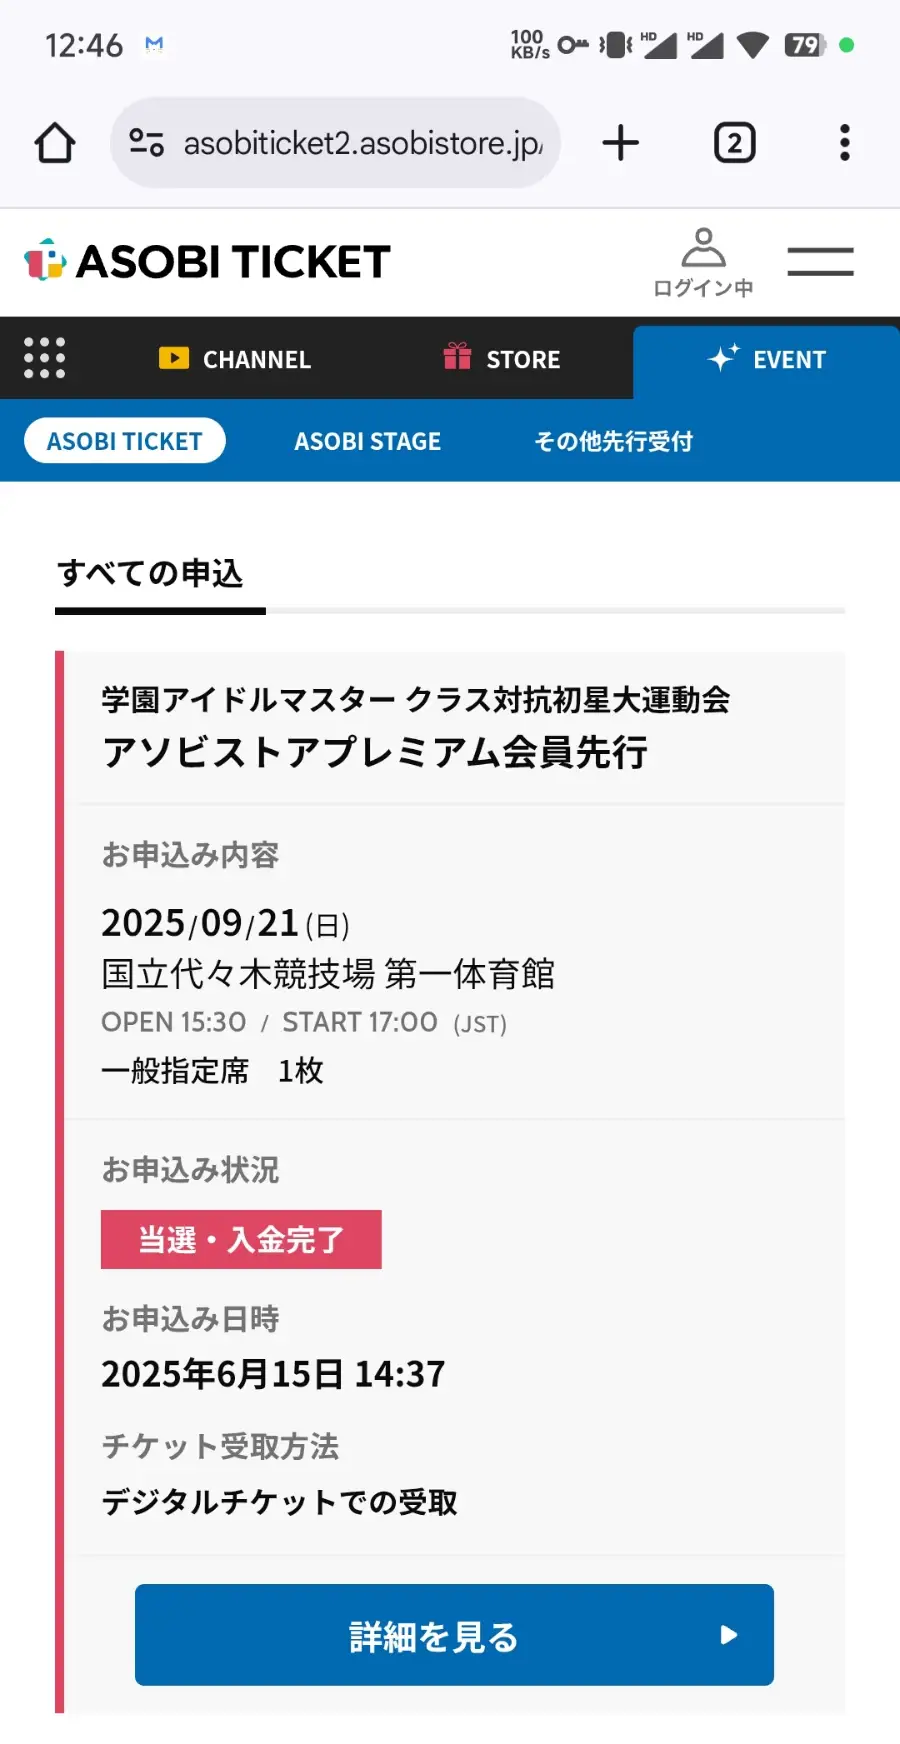 12:46
100 KB/s HD HD 79
asobiticket2.asobistore.jp/
2
ASOBI TICKET
ログイン中
CHANNEL STORE EVENT
ASOBI TICKET ASOBI STAGE その他先行受付
すべての申込
学園アイドルマスター クラス対抗初星大運動会
アソビストアプレミアム会員先行
お申込み内容
2025/09/21(日)
国立代々木競技場 第一体育館
OPEN 15:30 / START 17:00 (JST)
一般指定席　1枚
お申込み状況
当選・入金完了
お申込み日時
2025年6月15日 14:37
チケット受取方法
デジタルチケットでの受取
詳細を見る